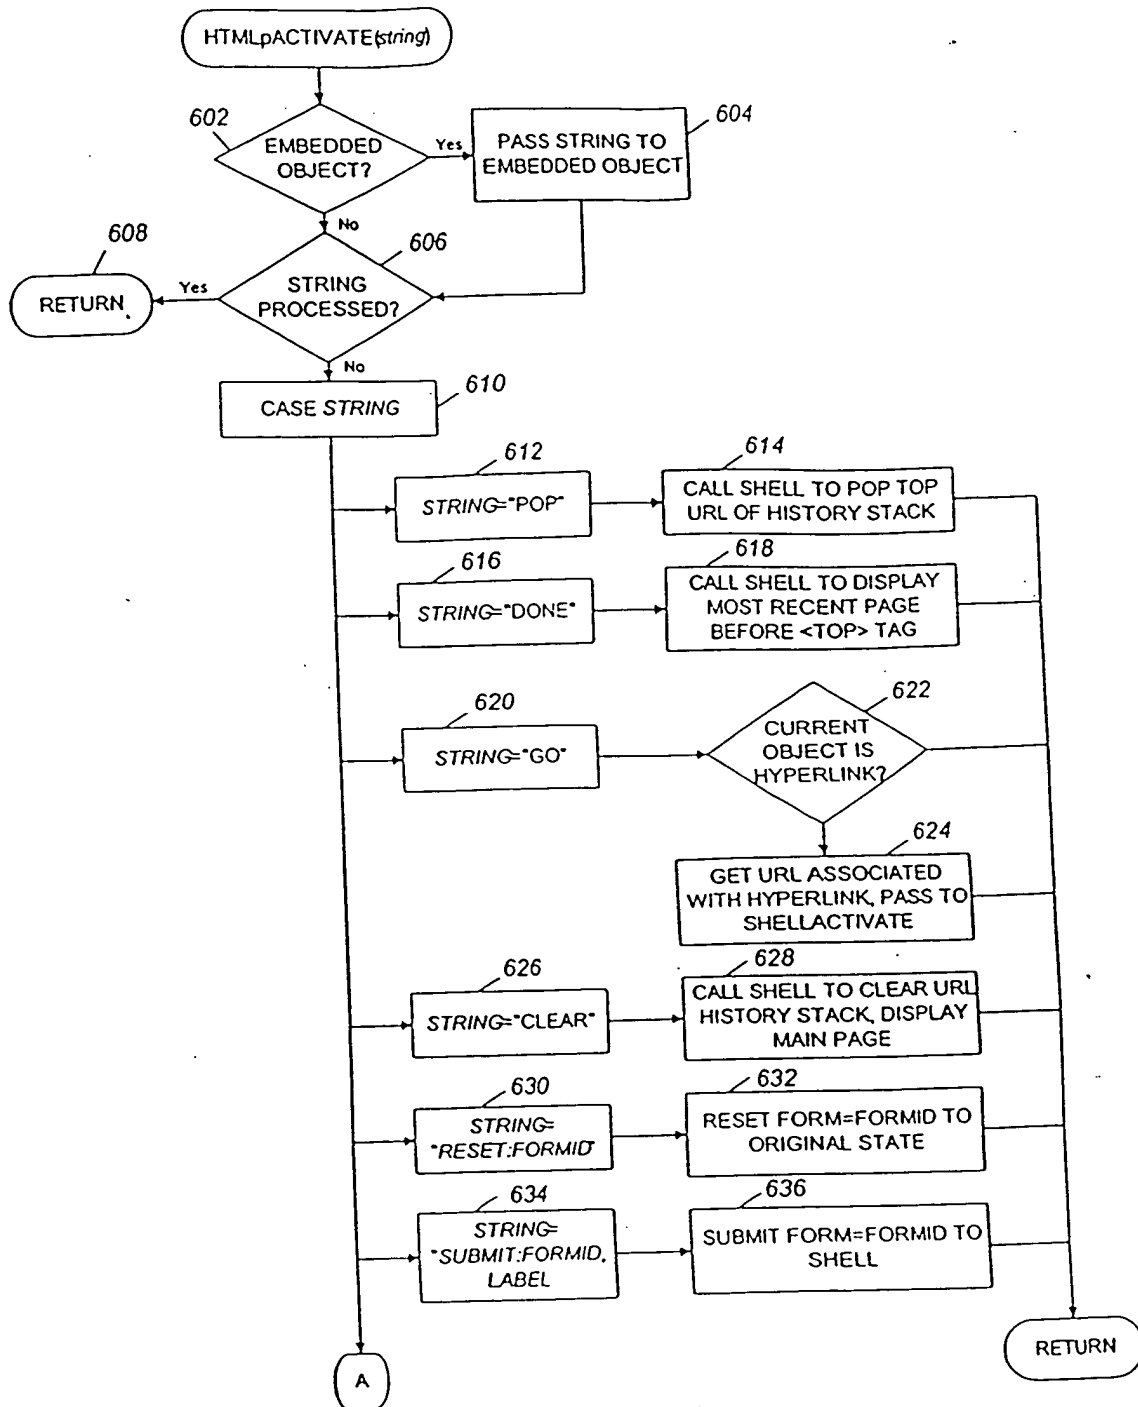 HTMLpACTIVATE(string)
602
EMBEDDED
OBJECT?
Yes
604
PASS STRING TO
EMBEDDED OBJECT
No
608
RETURN
Yes
606
STRING
PROCESSED?
No
610
CASE STRING
612
STRING="POP"
614
CALL SHELL TO POP TOP
URL OF HISTORY STACK
616
STRING="DONE"
618
CALL SHELL TO DISPLAY
MOST RECENT PAGE
BEFORE <TOP> TAG
620
STRING="GO"
622
CURRENT
OBJECT IS
HYPERLINK?
624
GET URL ASSOCIATED
WITH HYPERLINK, PASS TO
SHELLACTIVATE
626
STRING="CLEAR"
628
CALL SHELL TO CLEAR URL
HISTORY STACK, DISPLAY
MAIN PAGE
630
STRING=
"RESET:FORMID"
632
RESET FORM=FORMID TO
ORIGINAL STATE
634
STRING=
"SUBMIT:FORMID,
LABEL
636
SUBMIT FORM=FORMID TO
SHELL
RETURN
A